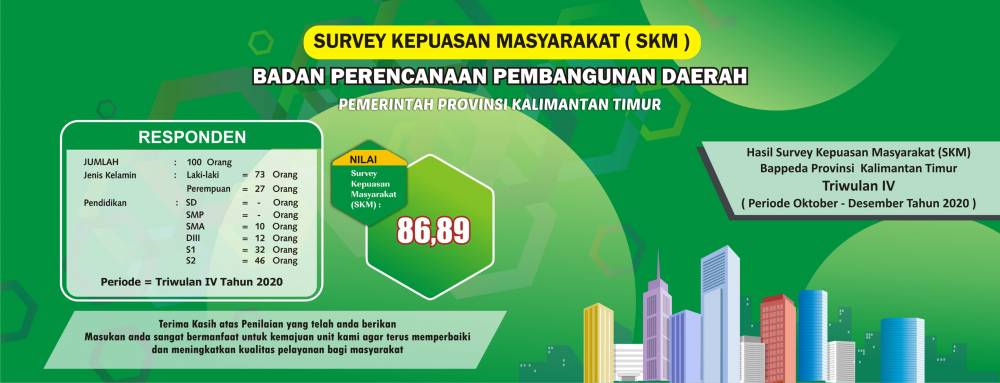 SURVEY KEPUASAN MASYARAKAT ( SKM )
BADAN PERENCANAAN PEMBANGUNAN DAERAH
PEMERINTAH PROVINSI KALIMANTAN TIMUR
RESPONDEN
JUMLAH : 100 Orang
Jenis Kelamin : Laki-laki = 73 Orang
Perempuan = 27 Orang
Pendidikan : SD = - Orang
SMP = - Orang
SMA = 10 Orang
DIII = 12 Orang
S1 = 32 Orang
S2 = 46 Orang
Periode = Triwulan IV Tahun 2020
NILAI
Survey
Kepuasan
Masyarakat
(SKM) :
86,89
Hasil Survey Kepuasan Masyarakat (SKM)
Bappeda Provinsi Kalimantan Timur
Triwulan IV
( Periode Oktober - Desember Tahun 2020 )
Terima Kasih atas Penilaian yang telah anda berikan
Masukan anda sangat bermanfaat untuk kemajuan unit kami agar terus memperbaiki
dan meningkatkan kualitas pelayanan bagi masyarakat